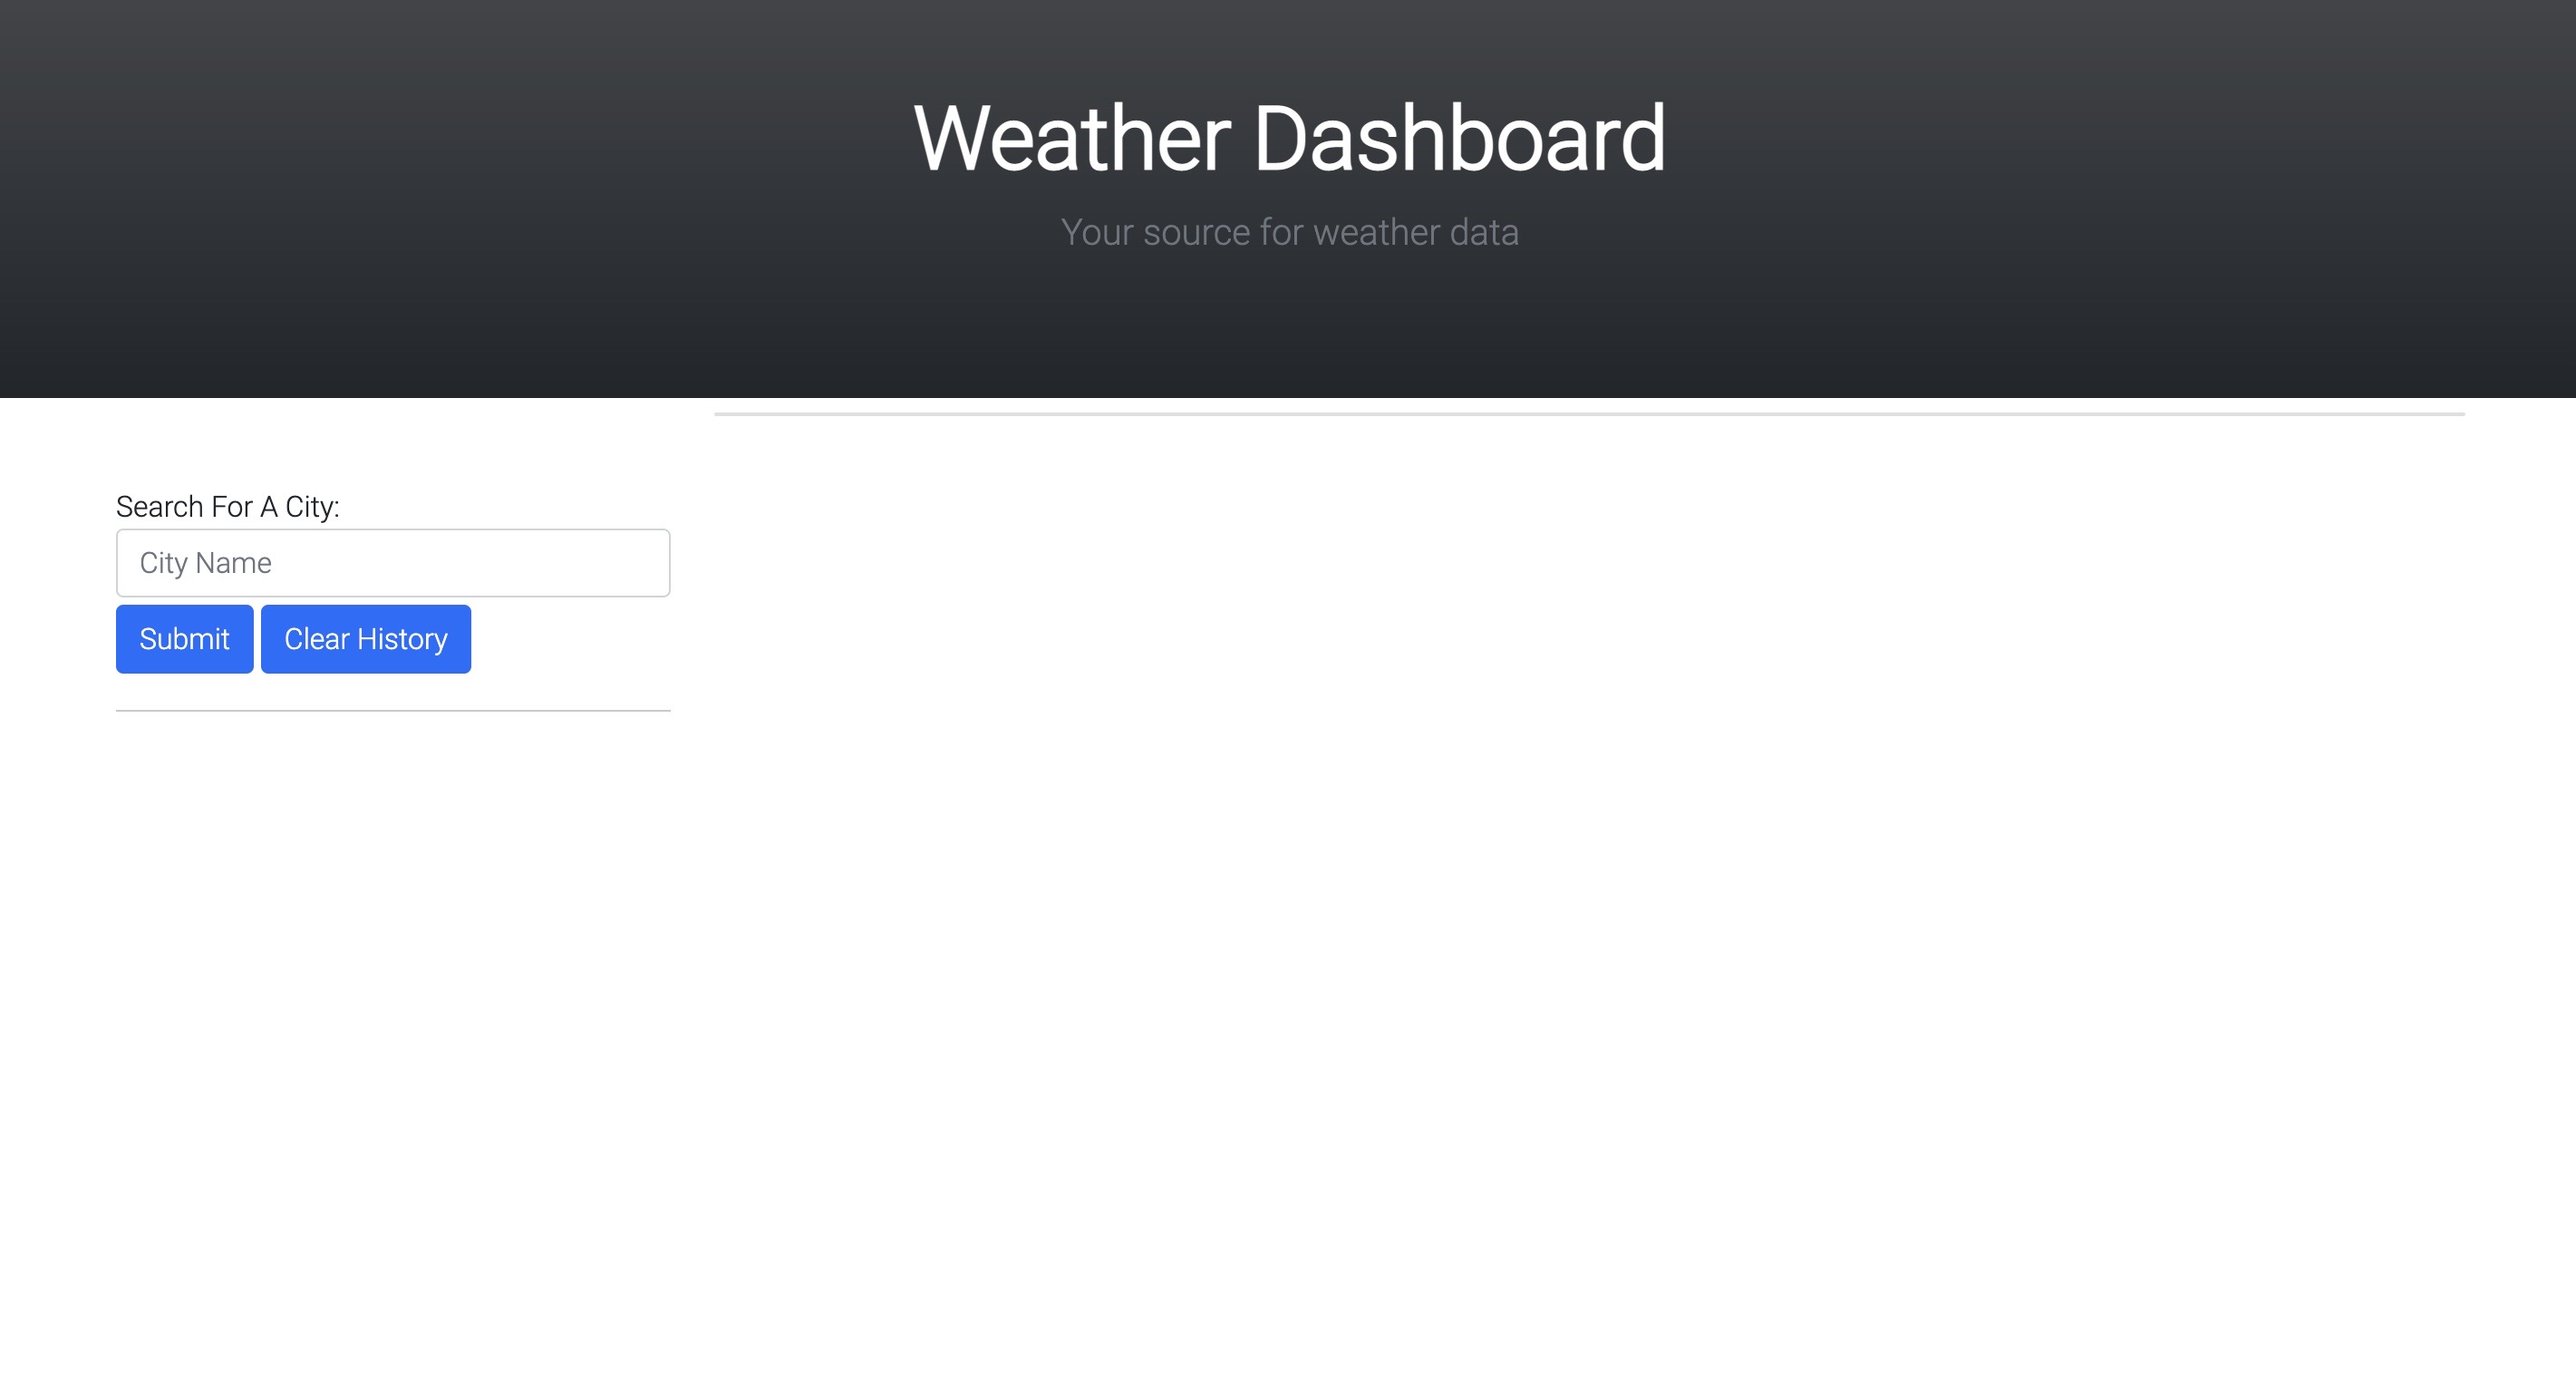 Weather Dashboard
Your source for weather data
Search For A City:
City Name
Submit Clear History